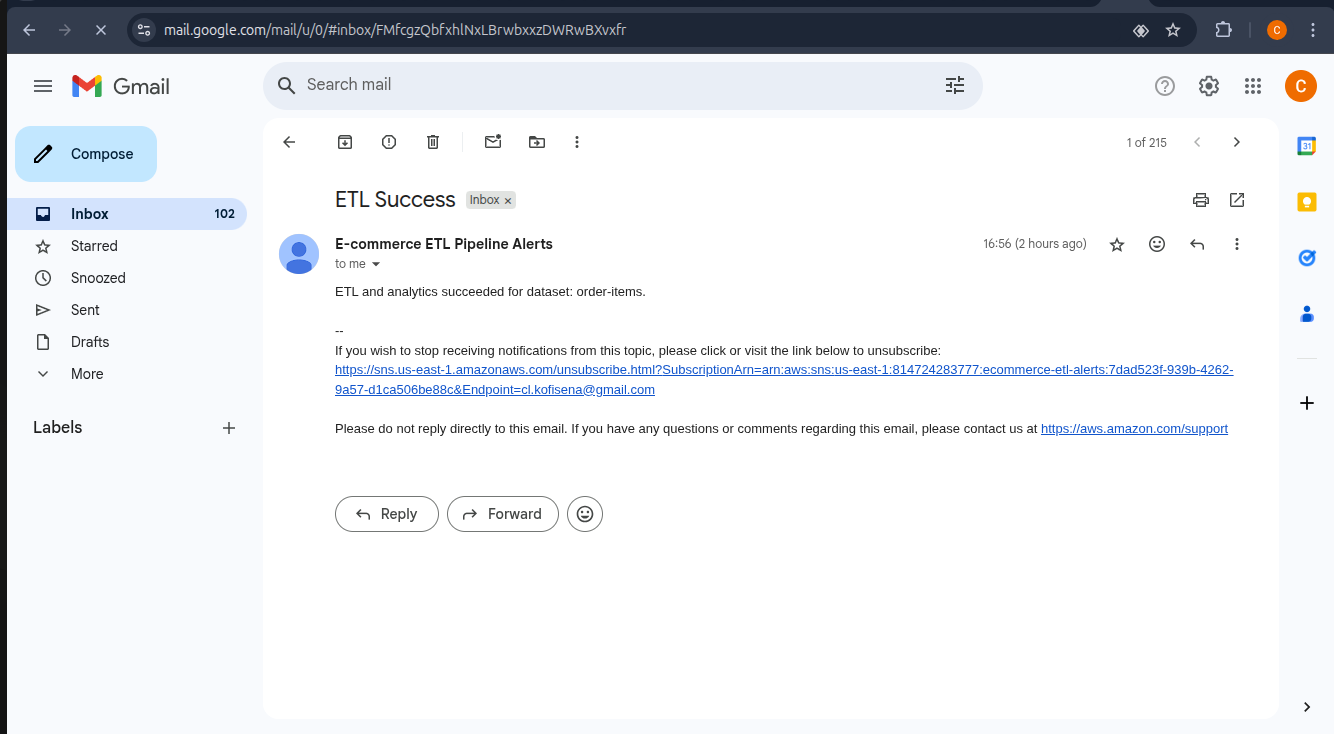 mail.google.com/mail/u/0/#inbox/FMfcgzQbfxhlNxLBrwbxxzDWRwBXvxfr
C
Gmail
Search mail
C
Compose
1 of 215
31
Inbox 102
Starred
Snoozed
Sent
Drafts
More
Labels
ETL Success Inbox ×
E-commerce ETL Pipeline Alerts 16:56 (2 hours ago)
to me
ETL and analytics succeeded for dataset: order-items.
--
If you wish to stop receiving notifications from this topic, please click or visit the link below to unsubscribe:
https://sns.us-east-1.amazonaws.com/unsubscribe.html?SubscriptionArn=arn:aws:sns:us-east-1:814724283777:ecommerce-etl-alerts:7dad523f-939b-4262-
9a57-d1ca506be88c&Endpoint=cl.kofisena@gmail.com
Please do not reply directly to this email. If you have any questions or comments regarding this email, please contact us at https://aws.amazon.com/support
Reply Forward